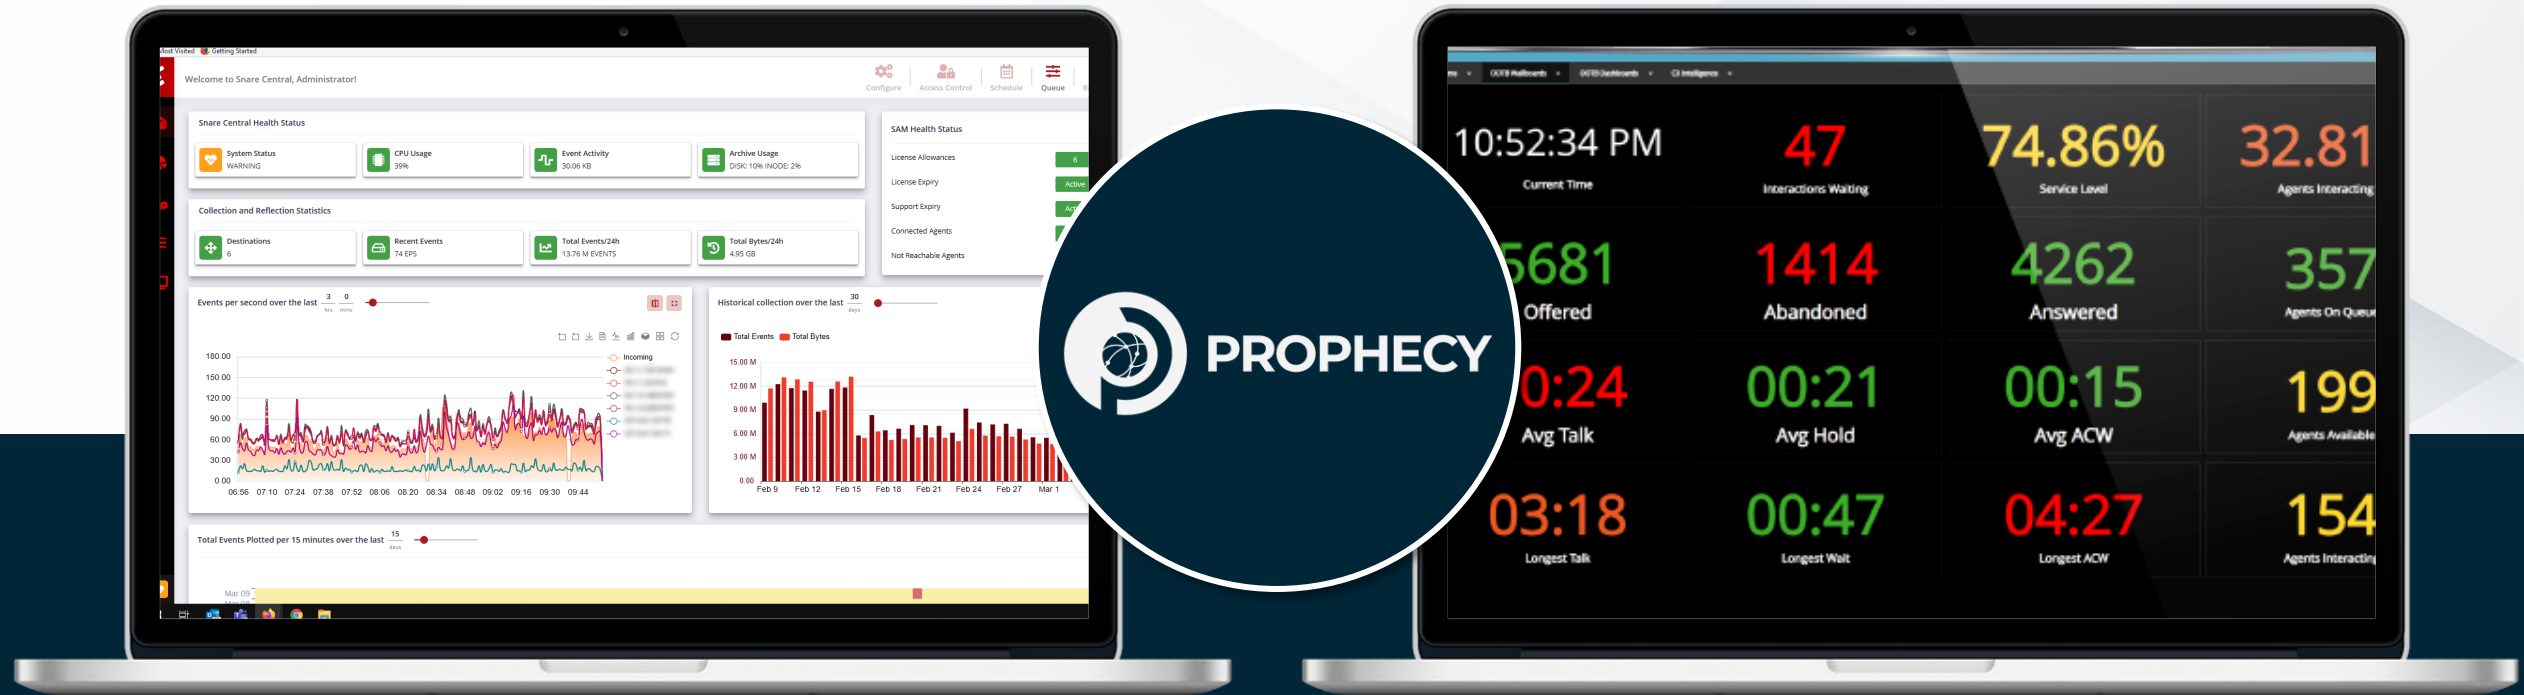 Most Visited Getting Started
Welcome to Snare Central, Administrator!
Configure Access Control Schedule Queue R
Snare Central Health Status
System Status
WARNING
CPU Usage
39%
Event Activity
30.06 KB
Archive Usage
DISK: 10% INODE: 2%
Collection and Reflection Statistics
Destinations
6
Recent Events
74 EPS
Total Events/24h
13.76 M EVENTS
Total Bytes/24h
4.95 GB
SAM Health Status
License Allowances 6
License Expiry Active
Support Expiry
Connected Agents
Not Reachable Agents
Events per second over the last 3 0
hrs mins
Incoming
180.00
150.00
120.00
90.00
60.00
30.00
0.00
06:56 07:10 07:24 07:38 07:52 08:06 08:20 08:34 08:48 09:02 09:16 09:30 09:44
Historical collection over the last 30
days
Total Events Total Bytes
15.00 M
12.00 M
9.00 M
6.00 M
3.00 M
0.00
Feb 9 Feb 12 Feb 15 Feb 18 Feb 21 Feb 24 Feb 27 Mar 1
Total Events Plotted per 15 minutes over the last 15
days
Mar 09
PROPHECY
OOTB Wallboards OOTB Dashboards CX Intelligence
10:52:34 PM
Current Time
47
Interactions Waiting
74.86%
Service Level
32.81
Agents Interacting
5681
Offered
1414
Abandoned
4262
Answered
357
Agents On Queue
0:24
Avg Talk
00:21
Avg Hold
00:15
Avg ACW
199
Agents Available
03:18
Longest Talk
00:47
Longest Wait
04:27
Longest ACW
154
Agents Interacting